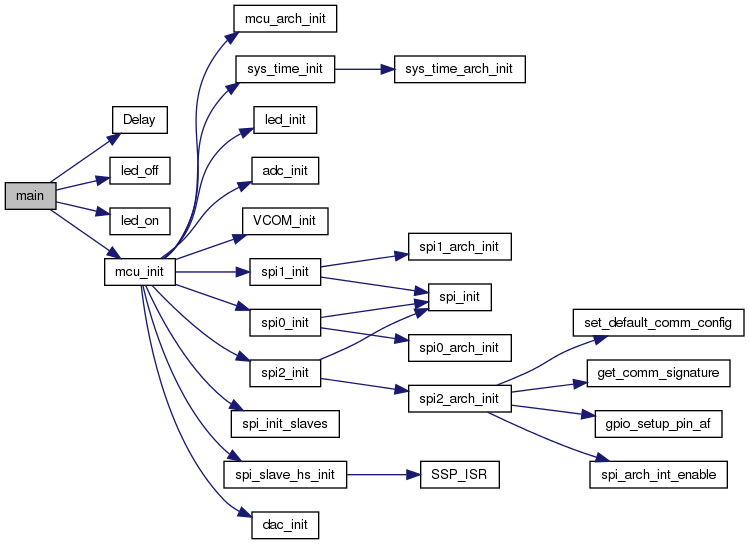 main
Delay
led_off
led_on
mcu_init
mcu_arch_init
sys_time_init
sys_time_arch_init
led_init
adc_init
VCOM_init
spi1_init
spi1_arch_init
spi_init
spi0_init
spi0_arch_init
spi2_init
spi2_arch_init
set_default_comm_config
get_comm_signature
gpio_setup_pin_af
spi_arch_int_enable
spi_init_slaves
spi_slave_hs_init
SSP_ISR
dac_init